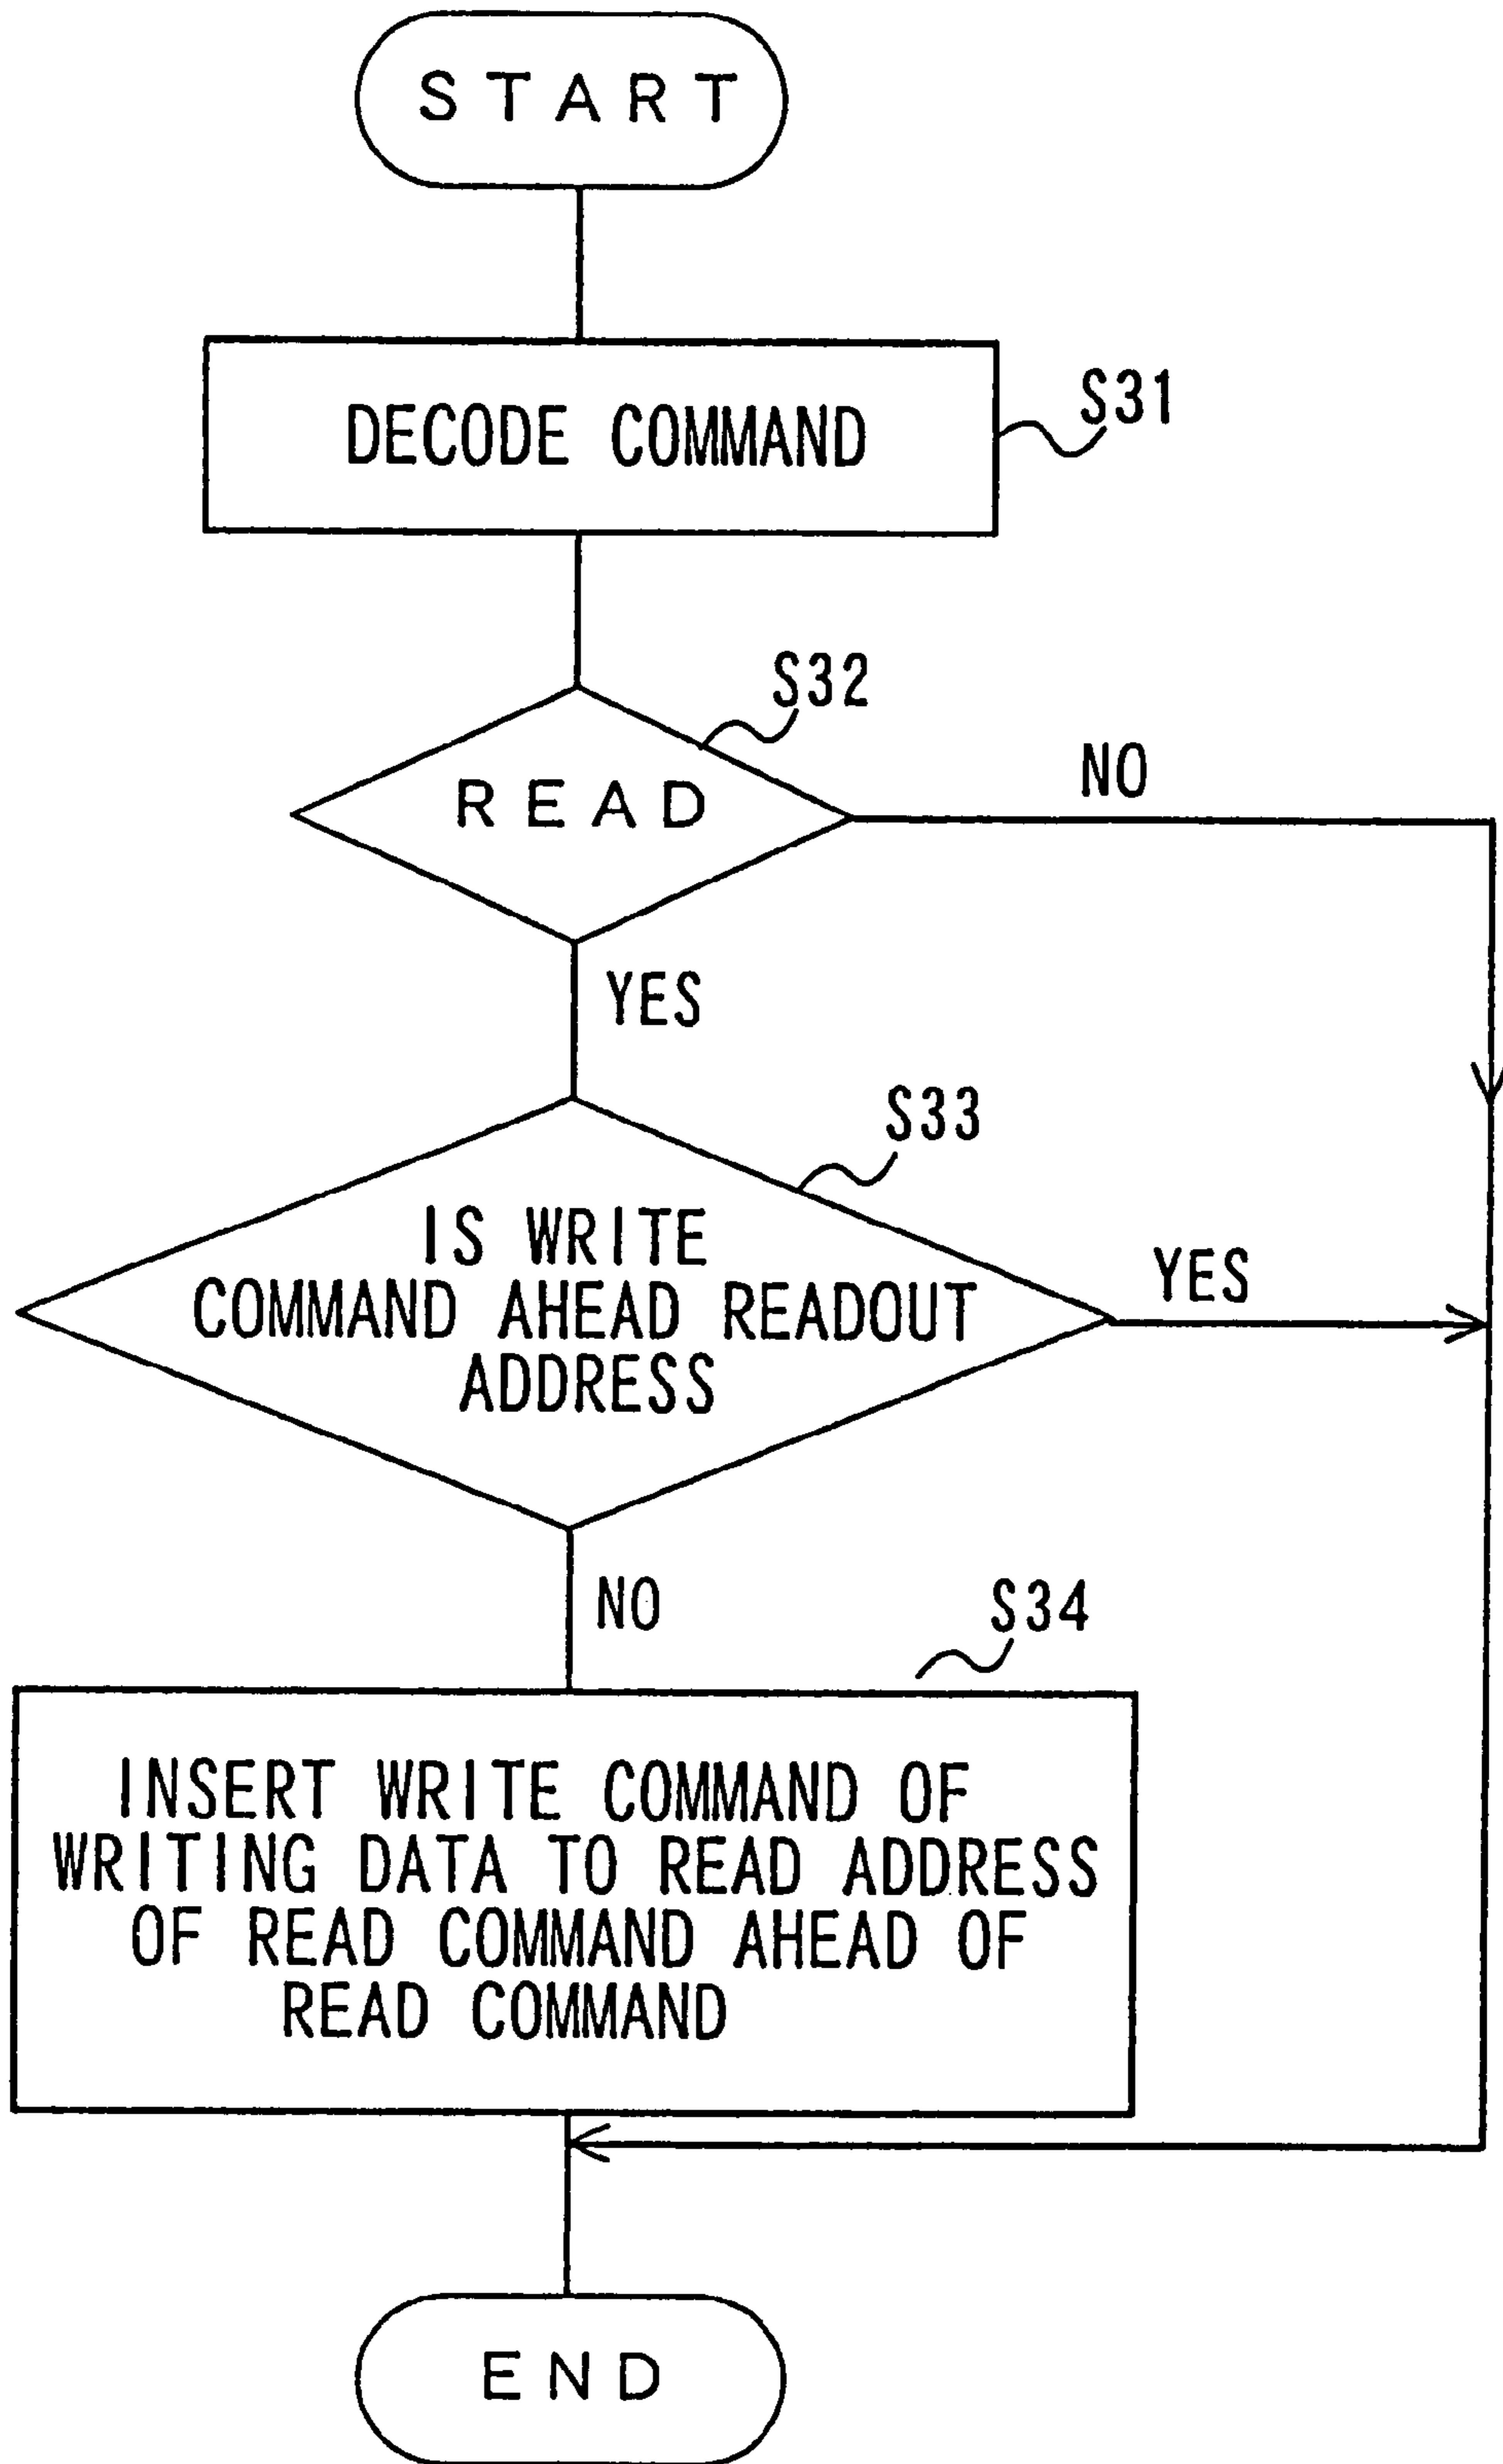 START
DECODE COMMAND
S31
S32
READ
NO
YES
S33
IS WRITE
COMMAND AHEAD READOUT
ADDRESS
YES
NO
S34
INSERT WRITE COMMAND OF
WRITING DATA TO READ ADDRESS
OF READ COMMAND AHEAD OF
READ COMMAND
END